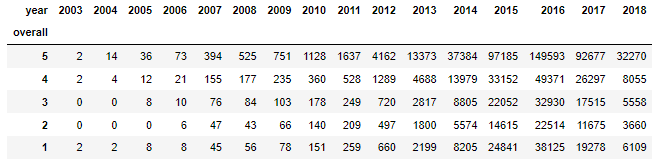 year 2003 2004 2005 2006 2007 2008 2009 2010 2011 2012 2013 2014 2015 2016 2017 2018
overall
5 2 14 36 73 394 525 751 1128 1637 4162 13373 37384 97185 149593 92677 32270
4 2 4 12 21 155 177 235 360 528 1289 4688 13979 33152 49371 26297 8055
3 0 0 8 10 76 84 103 178 249 720 2817 8805 22052 32930 17515 5558
2 0 0 0 6 47 43 66 140 209 497 1800 5574 14615 22514 11675 3660
1 2 2 8 8 45 56 78 151 259 660 2199 8205 24841 38125 19278 6109